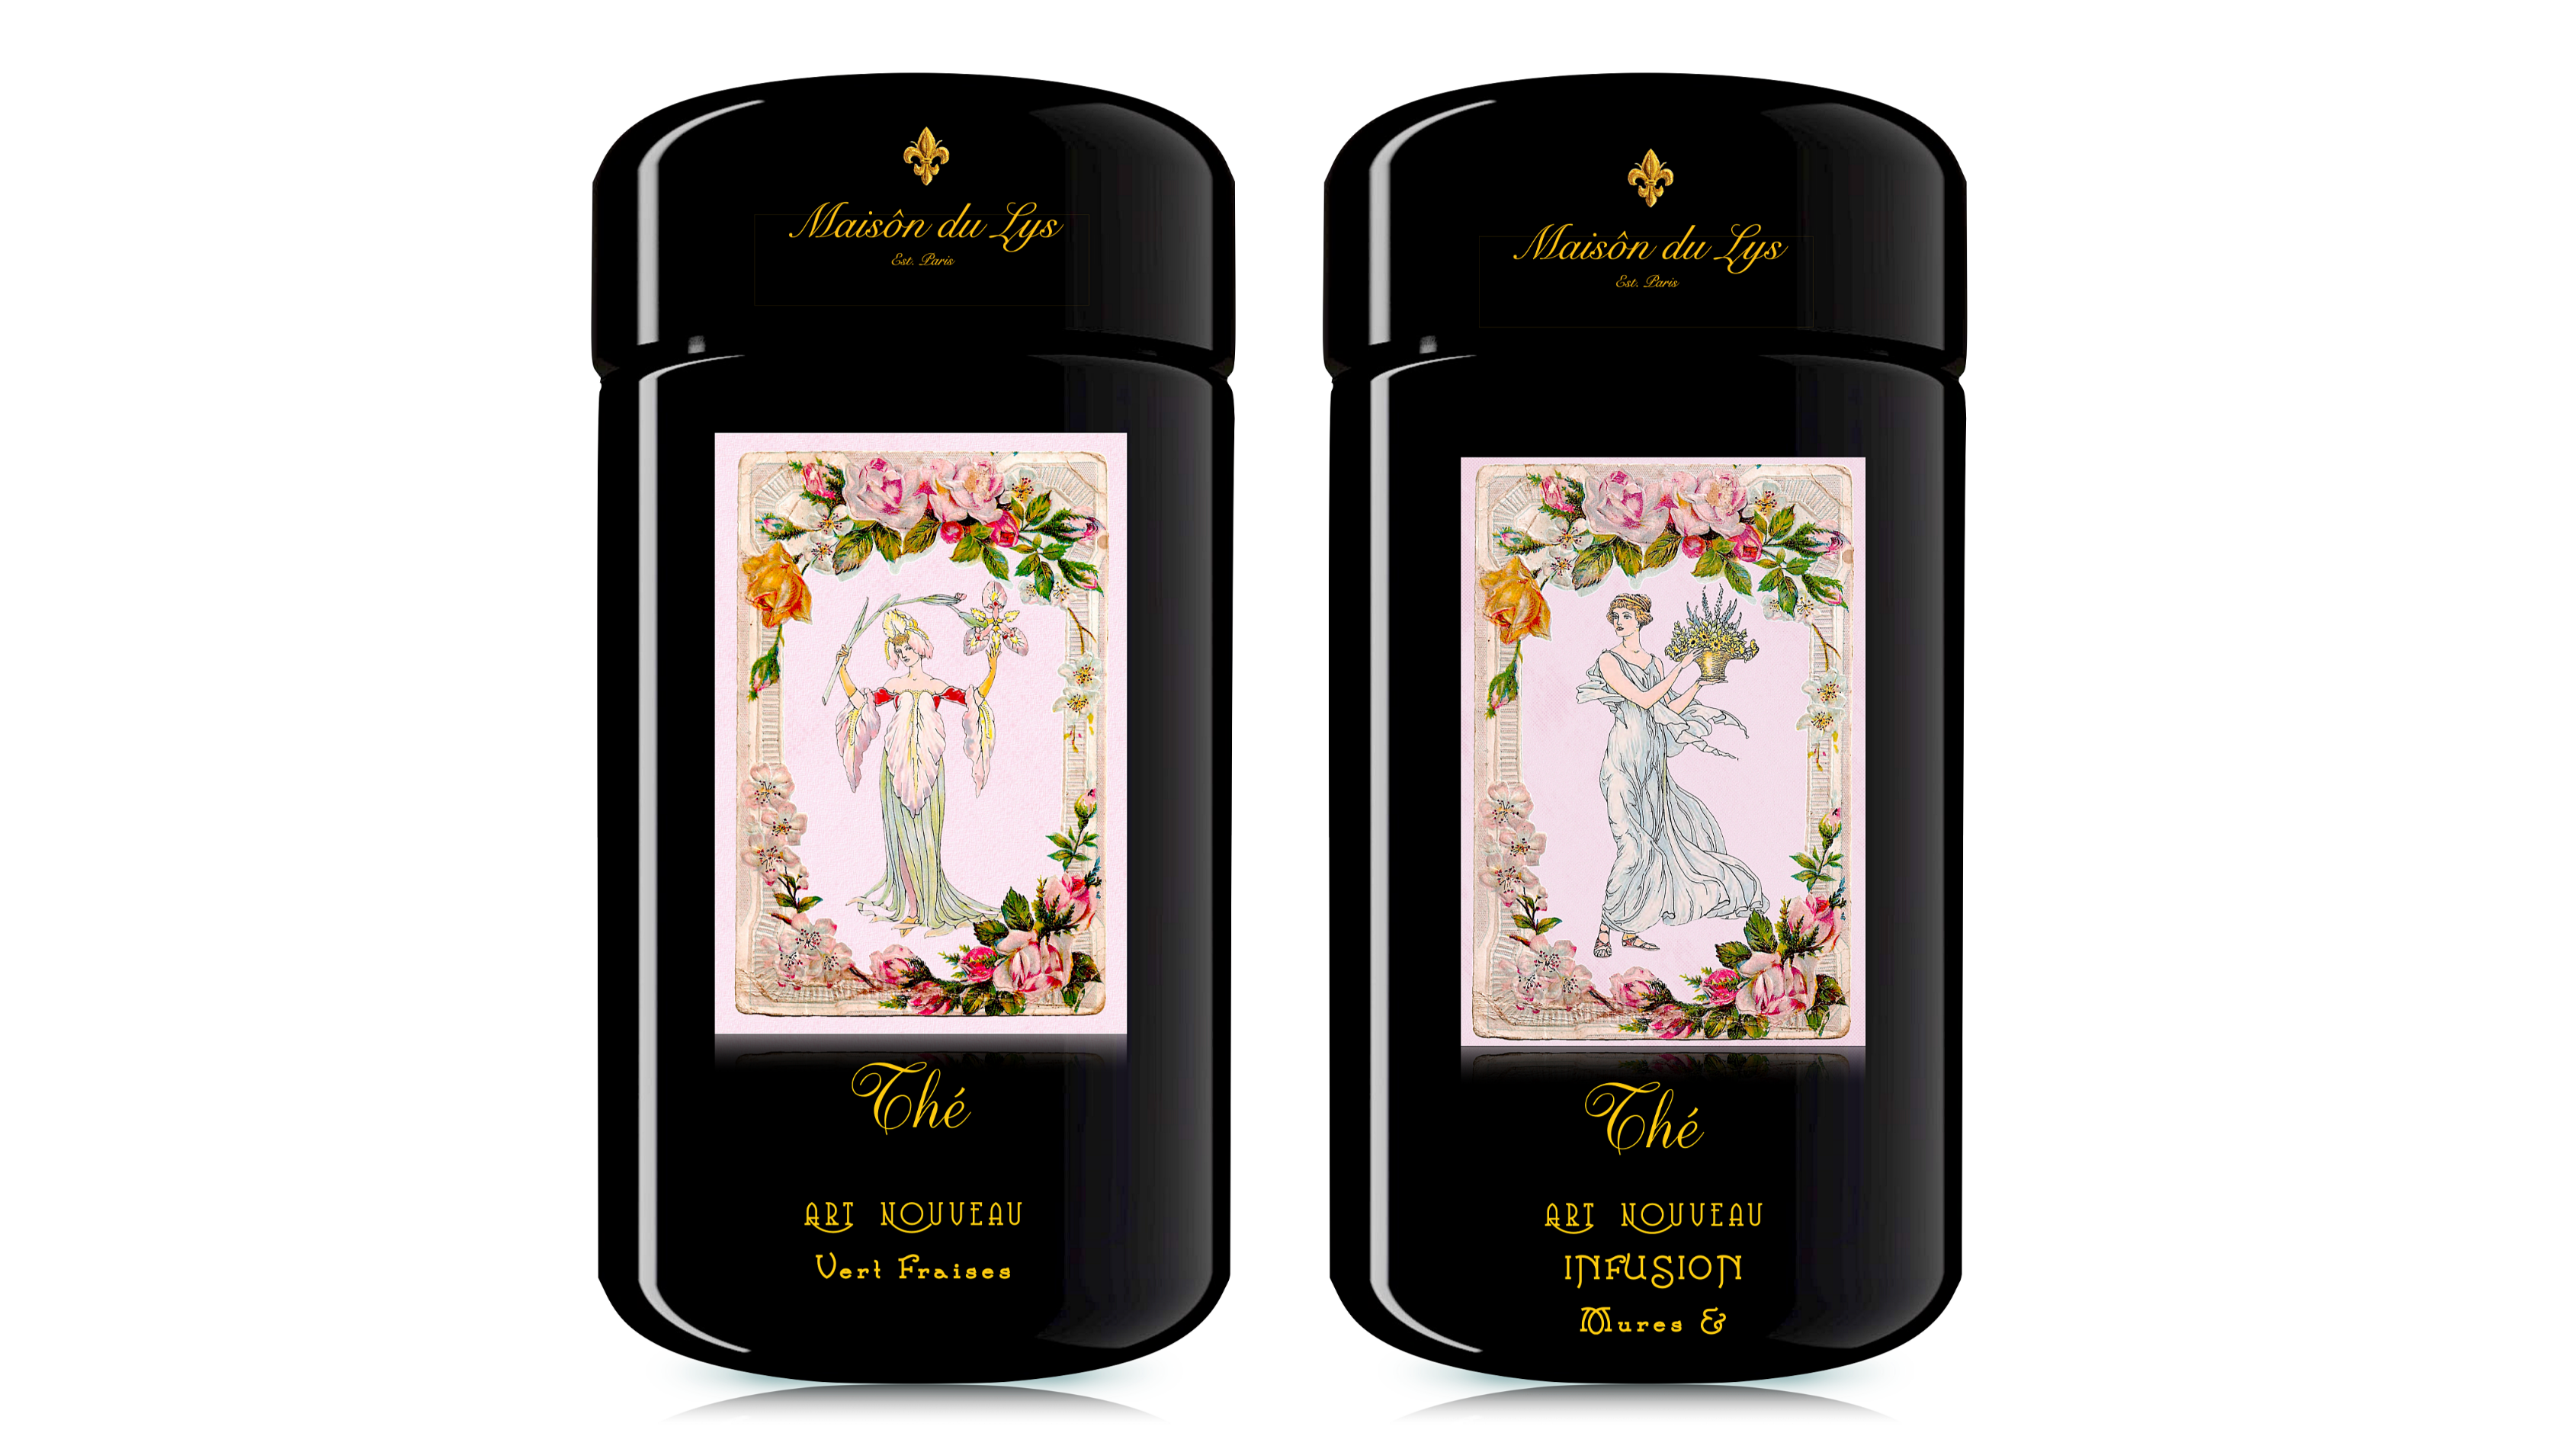 Maisôn du Lys
Est. Paris
Thé
ART NOUVEAU
Vert Fraises
Maisôn du Lys
Est. Paris
Thé
ART NOUVEAU
INFUSION
Mures &